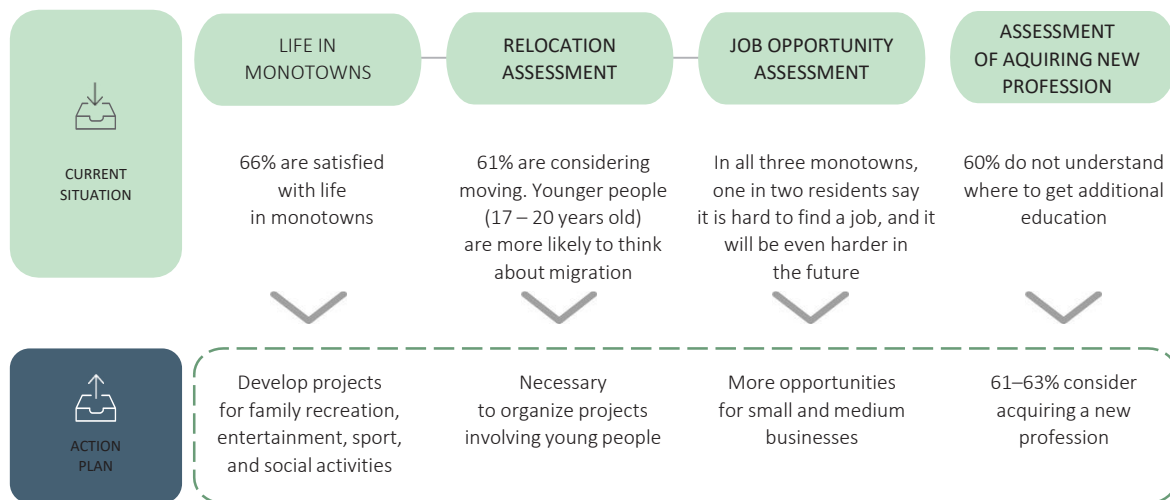 LIFE IN
MONOTOWNS
RELOCATION
ASSESSMENT
JOB OPPORTUNITY
ASSESSMENT
ASSESSMENT
OF AQUIRING NEW
PROFESSION
CURRENT
SITUATION
66% are satisfied
with life
in monotowns
61% are considering
moving. Younger people
(17 – 20 years old)
are more likely to think
about migration
In all three monotowns,
one in two residents say
it is hard to find a job, and it
will be even harder in
the future
60% do not understand
where to get additional
education
ACTION
PLAN
Develop projects
for family recreation,
entertainment, sport,
and social activities
Necessary
to organize projects
involving young people
More opportunities
for small and medium
businesses
61–63% consider
acquiring a new
profession